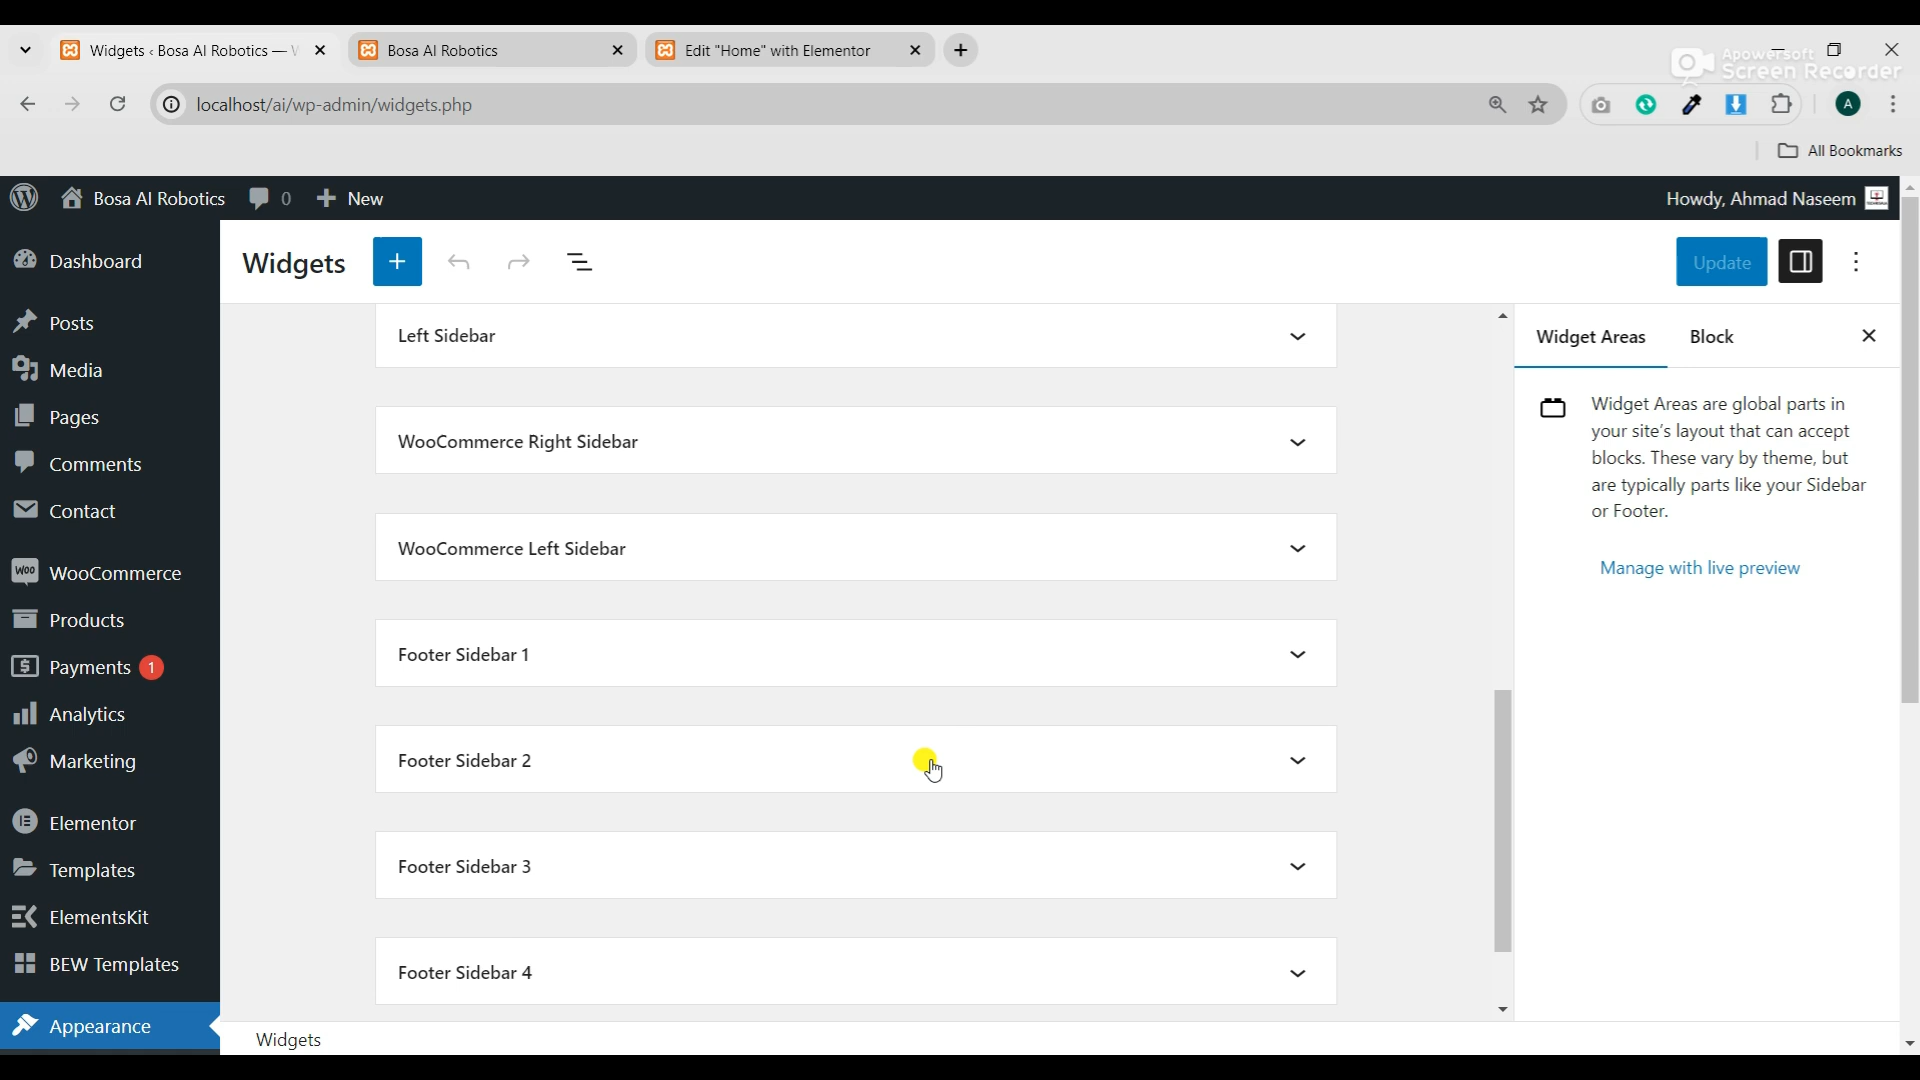 Widgets ‹ Bosa AI Robotics — W
Bosa AI Robotics
Edit "Home" with Elementor
Apowersoft
Screen Recorder
localhost/ai/wp-admin/widgets.php
A
All Bookmarks
Bosa AI Robotics
0
New
Howdy, Ahmad Naseem
Widgets
Update
Dashboard
Posts
Media
Pages
Comments
Contact
WooCommerce
Products
Payments 1
Analytics
Marketing
Elementor
Templates
ElementsKit
BEW Templates
Appearance
Left Sidebar
WooCommerce Right Sidebar
WooCommerce Left Sidebar
Footer Sidebar 1
Footer Sidebar 2
Footer Sidebar 3
Footer Sidebar 4
Widget Areas
Block
Widget Areas are global parts in
your site's layout that can accept
blocks. These vary by theme, but
are typically parts like your Sidebar
or Footer.
Manage with live preview
Widgets